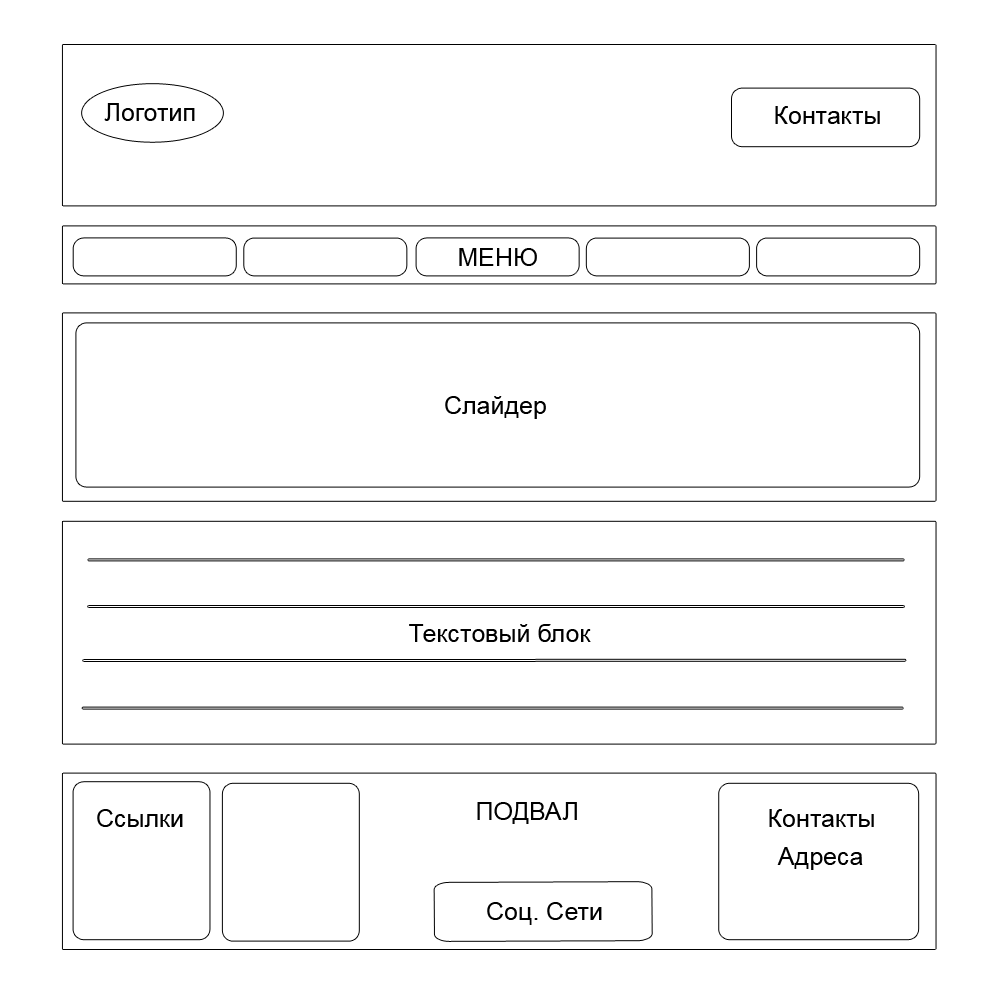 Логотип
Контакты
МЕНЮ
Слайдер
Текстовый блок
Ссылки
ПОДВАЛ
Соц. Сети
Контакты
Адреса